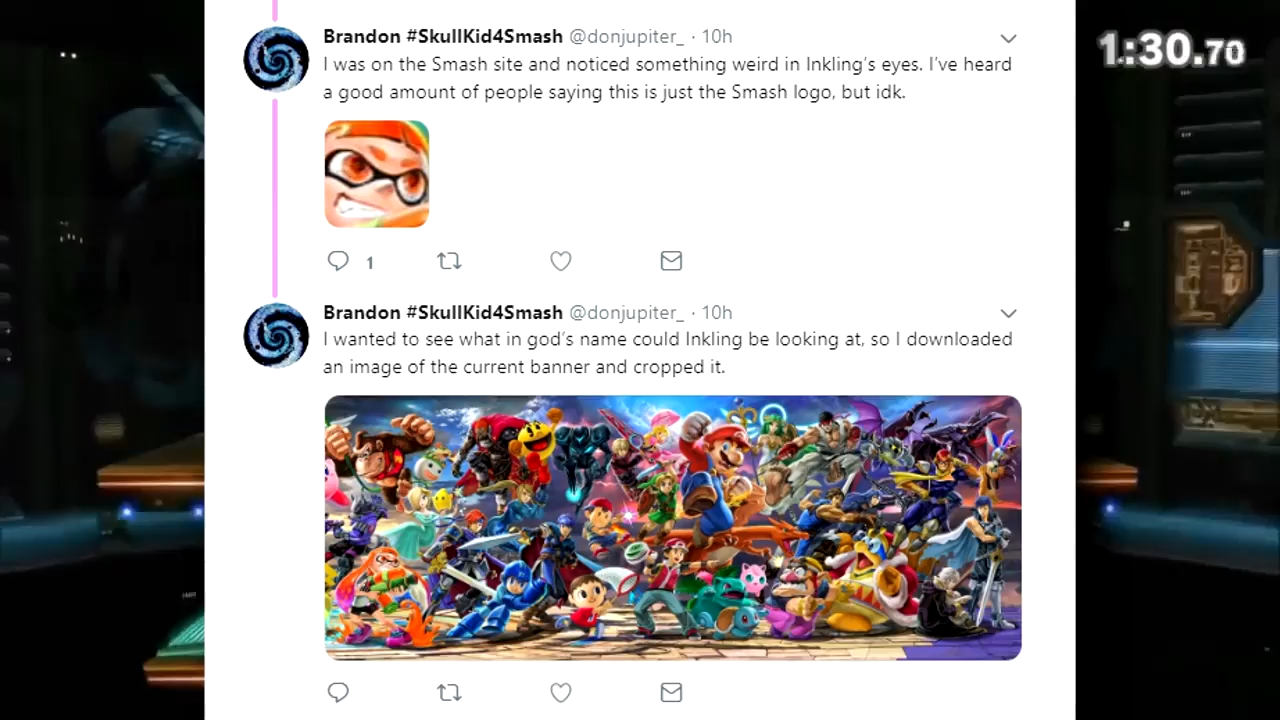 Brandon #SkullKid4Smash @donjupiter_ · 10h
I was on the Smash site and noticed something weird in Inkling's eyes. I've heard
a good amount of people saying this is just the Smash logo, but idk.
1
Brandon #SkullKid4Smash @donjupiter_ · 10h
I wanted to see what in god's name could Inkling be looking at, so I downloaded
an image of the current banner and cropped it.
1:30.70